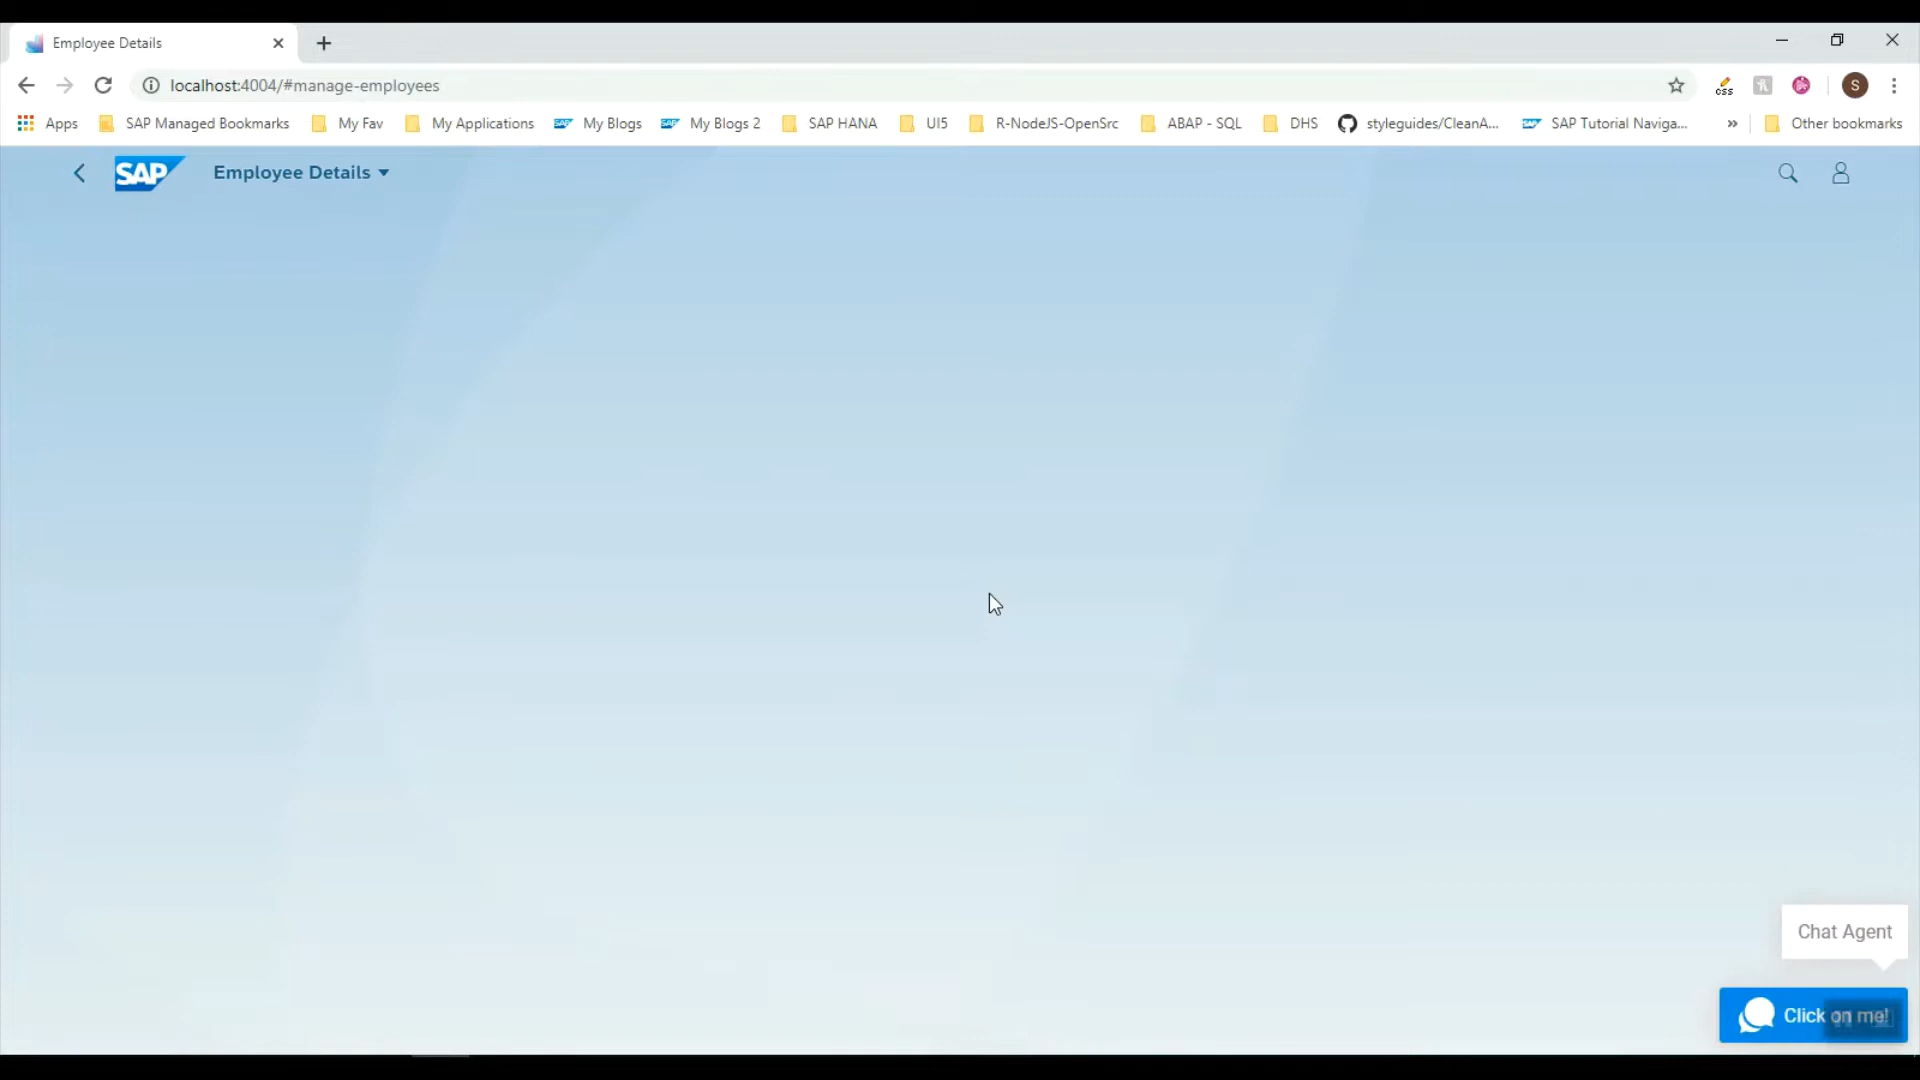 Employee Details
localhost:4004/#manage-employees
css
S
Apps
SAP Managed Bookmarks
My Fav
My Applications
My Blogs
My Blogs 2
SAP HANA
UI5
R-NodeJS-OpenSrc
ABAP - SQL
DHS
styleguides/CleanA...
SAP Tutorial Naviga...
»
Other bookmarks
SAP
Employee Details
Chat Agent
Click on me!